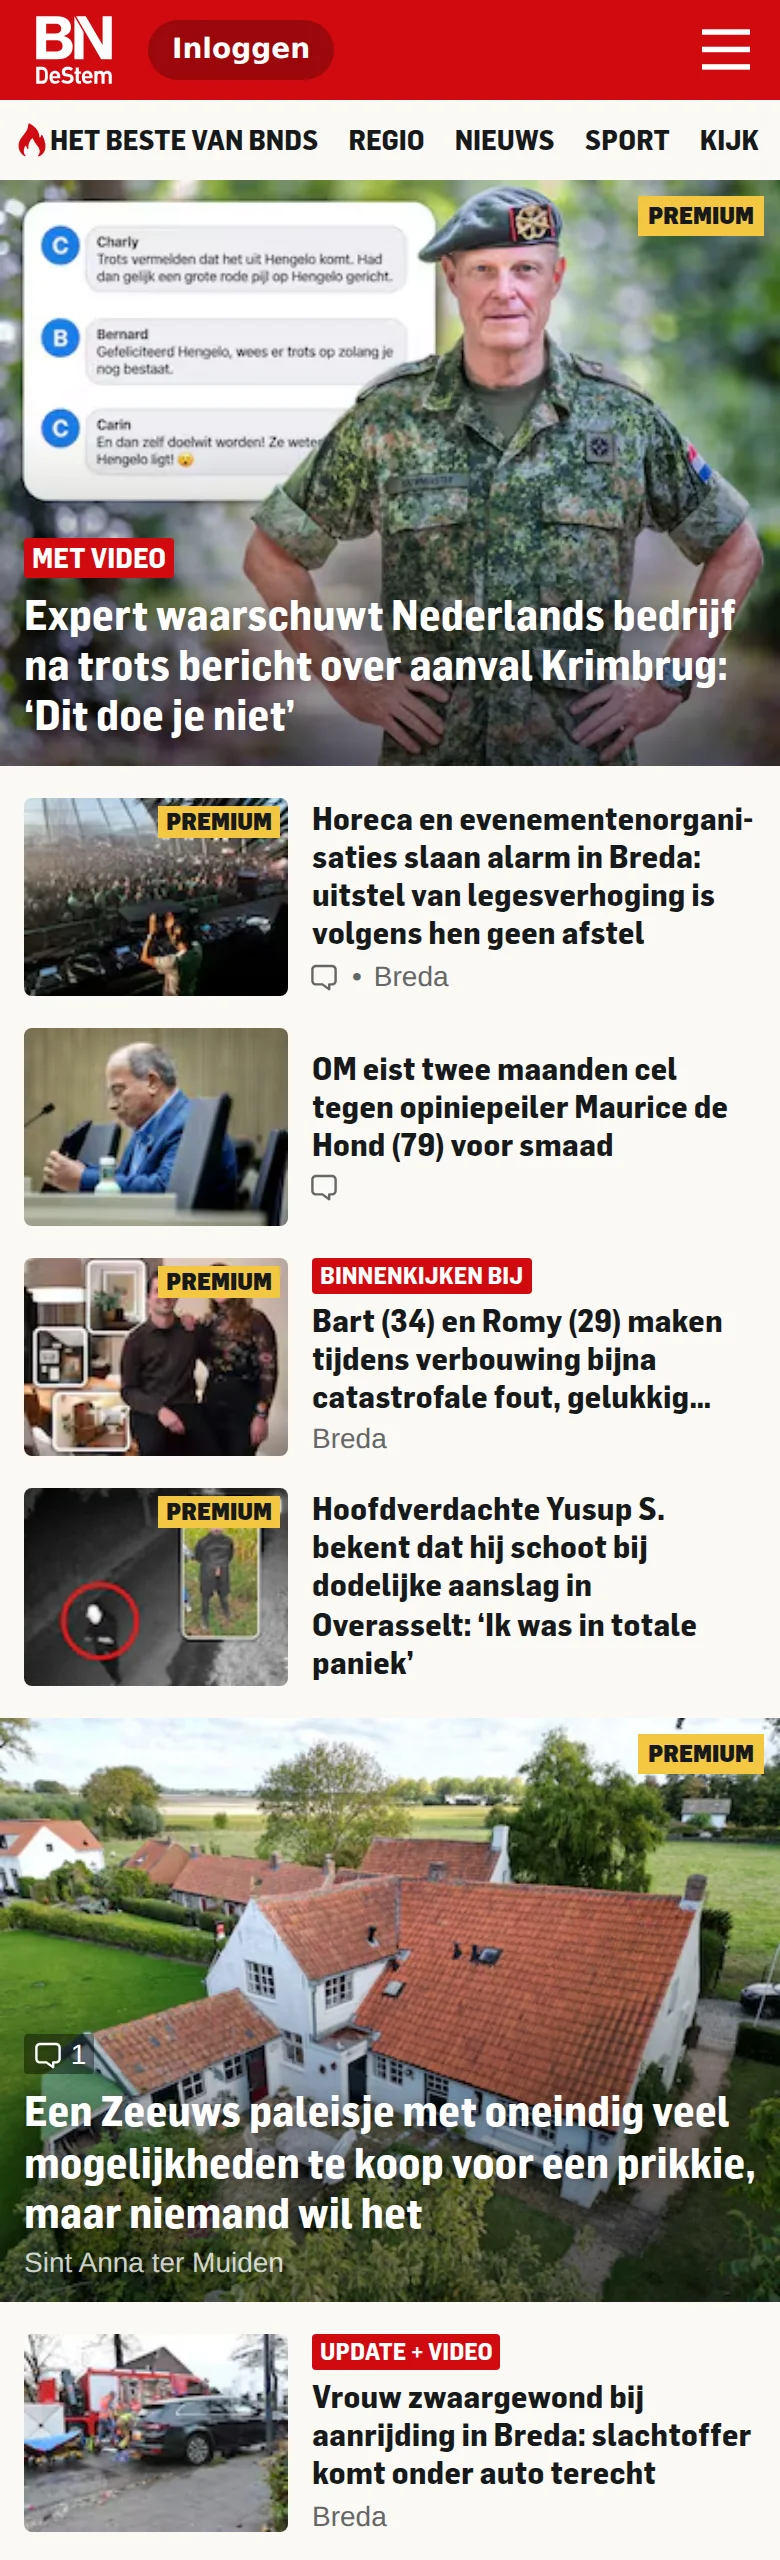 BN
DeStem
Inloggen
HET BESTE VAN BNDS REGIO NIEUWS SPORT KIJK
PREMIUM
C
Charly
Trots vermelden dat het uit Hengelo komt. Had
dan gelijk een grote rode pijl op Hengelo gericht.
B
Bernard
Gefeliciteerd Hengelo, wees er trots op zolang je
nog bestaat.
C
Carin
En dan zelf doelwit worden! Ze weten
Hengelo ligt! 😮
MET VIDEO
Expert waarschuwt Nederlands bedrijf
na trots bericht over aanval Krimbrug:
‘Dit doe je niet’
PREMIUM
Horeca en evenementenorgani-
saties slaan alarm in Breda:
uitstel van legesverhoging is
volgens hen geen afstel
• Breda
OM eist twee maanden cel
tegen opiniepeiler Maurice de
Hond (79) voor smaad
PREMIUM
BINNENKIJKEN BIJ
Bart (34) en Romy (29) maken
tijdens verbouwing bijna
catastrofale fout, gelukkig...
Breda
PREMIUM
Hoofdverdachte Yusup S.
bekent dat hij schoot bij
dodelijke aanslag in
Overasselt: ‘Ik was in totale
paniek’
PREMIUM
1
Een Zeeuws paleisje met oneindig veel
mogelijkheden te koop voor een prikkie,
maar niemand wil het
Sint Anna ter Muiden
UPDATE + VIDEO
Vrouw zwaargewond bij
aanrijding in Breda: slachtoffer
komt onder auto terecht
Breda